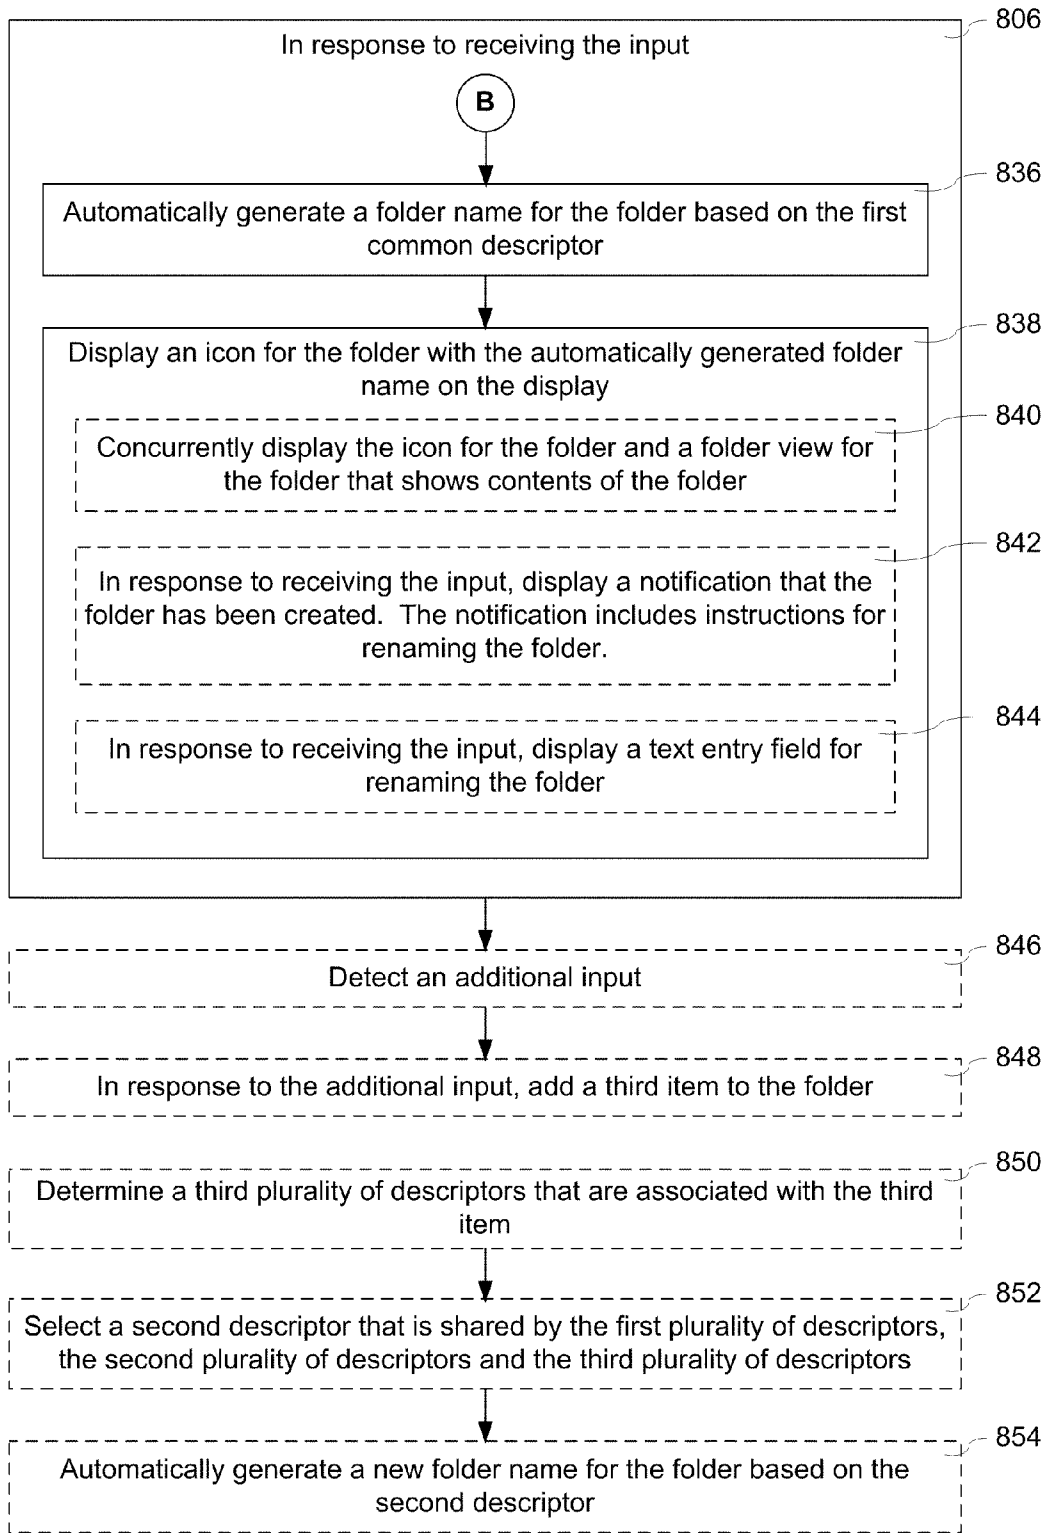 806
In response to receiving the input
B
836
Automatically generate a folder name for the folder based on the first
common descriptor
838
Display an icon for the folder with the automatically generated folder
name on the display
840
Concurrently display the icon for the folder and a folder view for
the folder that shows contents of the folder
842
In response to receiving the input, display a notification that the
folder has been created.  The notification includes instructions for
renaming the folder.
844
In response to receiving the input, display a text entry field for
renaming the folder
846
Detect an additional input
848
In response to the additional input, add a third item to the folder
850
Determine a third plurality of descriptors that are associated with the third
item
852
Select a second descriptor that is shared by the first plurality of descriptors,
the second plurality of descriptors and the third plurality of descriptors
854
Automatically generate a new folder name for the folder based on the
second descriptor